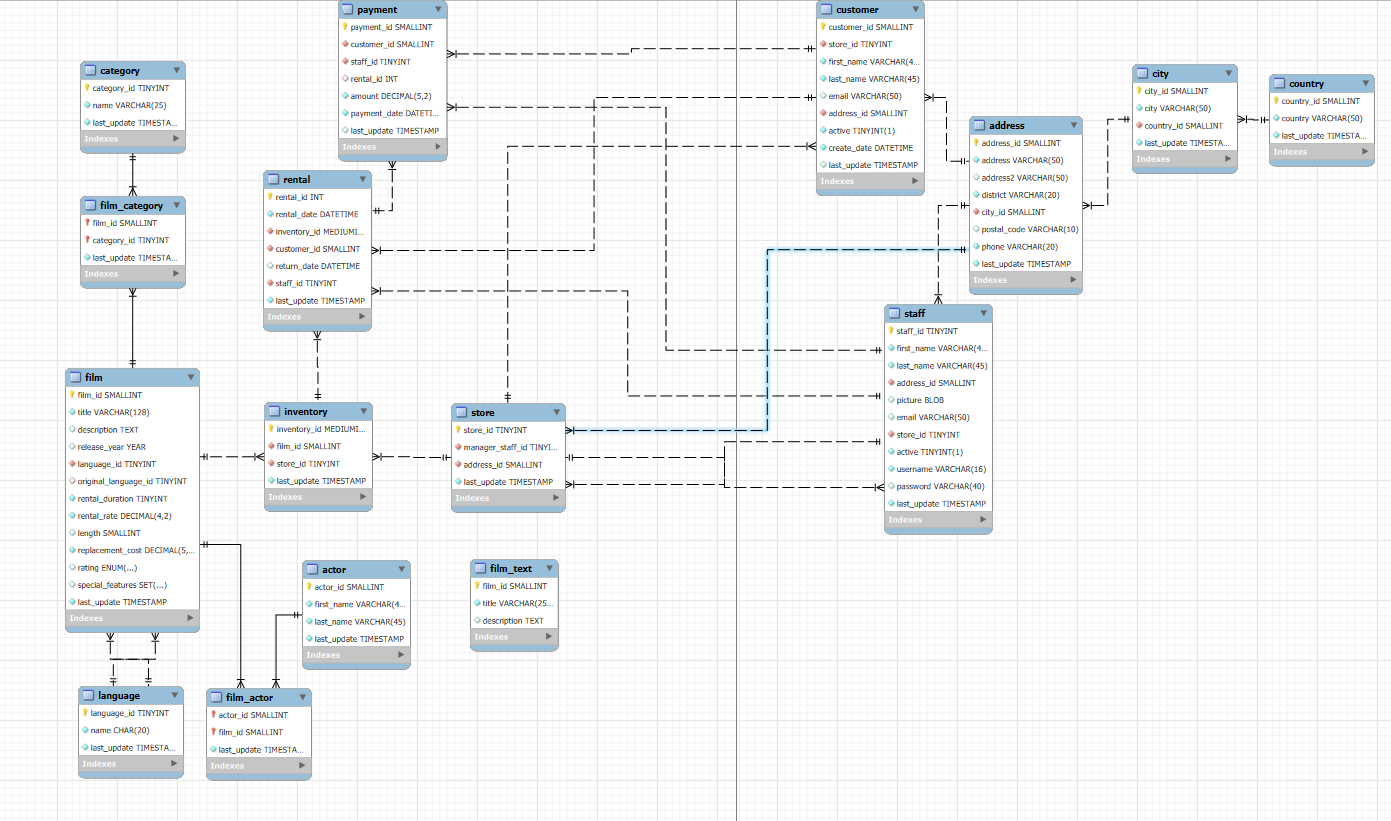 payment
payment_id SMALLINT
customer_id SMALLINT
staff_id TINYINT
rental_id INT
amount DECIMAL(5,2)
payment_date DATETI...
last_update TIMESTAMP
Indexes
customer
customer_id SMALLINT
store_id TINYINT
first_name VARCHAR(4...
last_name VARCHAR(45)
email VARCHAR(50)
address_id SMALLINT
active TINYINT(1)
create_date DATETIME
last_update TIMESTAMP
Indexes
category
category_id TINYINT
name VARCHAR(25)
last_update TIMESTA...
Indexes
city
city_id SMALLINT
city VARCHAR(50)
country_id SMALLINT
last_update TIMESTA...
Indexes
country
country_id SMALLINT
country VARCHAR(50)
last_update TIMESTA...
Indexes
address
address_id SMALLINT
address VARCHAR(50)
address2 VARCHAR(50)
district VARCHAR(20)
city_id SMALLINT
postal_code VARCHAR(10)
phone VARCHAR(20)
last_update TIMESTAMP
Indexes
rental
rental_id INT
rental_date DATETIME
inventory_id MEDIUMI...
customer_id SMALLINT
return_date DATETIME
staff_id TINYINT
last_update TIMESTAMP
Indexes
film_category
film_id SMALLINT
category_id TINYINT
last_update TIMESTA...
Indexes
staff
staff_id TINYINT
first_name VARCHAR(4...
last_name VARCHAR(45)
address_id SMALLINT
picture BLOB
email VARCHAR(50)
store_id TINYINT
active TINYINT(1)
username VARCHAR(16)
password VARCHAR(40)
last_update TIMESTAMP
Indexes
film
film_id SMALLINT
title VARCHAR(128)
description TEXT
release_year YEAR
language_id TINYINT
original_language_id TINYINT
rental_duration TINYINT
rental_rate DECIMAL(4,2)
length SMALLINT
replacement_cost DECIMAL(5,...
rating ENUM(...)
special_features SET(...)
last_update TIMESTAMP
Indexes
inventory
inventory_id MEDIUMI...
film_id SMALLINT
store_id TINYINT
last_update TIMESTAMP
Indexes
store
store_id TINYINT
manager_staff_id TINYI...
address_id SMALLINT
last_update TIMESTAMP
Indexes
actor
actor_id SMALLINT
first_name VARCHAR(4...
last_name VARCHAR(45)
last_update TIMESTAMP
Indexes
film_text
film_id SMALLINT
title VARCHAR(25...
description TEXT
Indexes
language
language_id TINYINT
name CHAR(20)
last_update TIMESTA...
Indexes
film_actor
actor_id SMALLINT
film_id SMALLINT
last_update TIMESTA...
Indexes